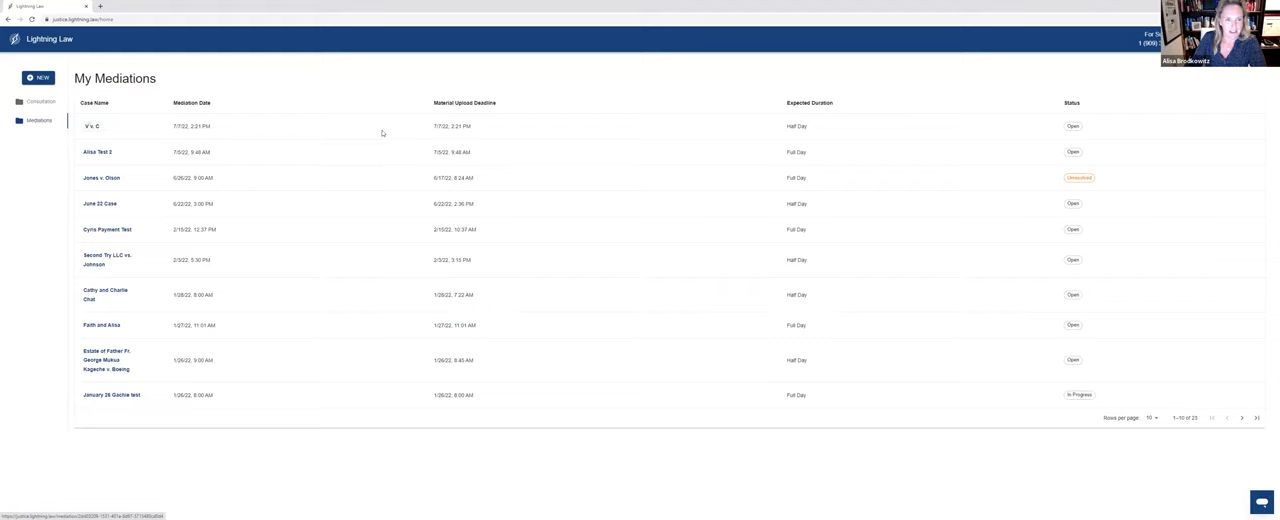 Lightning Law
justice.lightning.law/home
Lightning Law
For Su
1 (909) 3
Alisa Brodkowitz
NEW
Consultation
Mediations
My Mediations
Case Name Mediation Date Material Upload Deadline Expected Duration Status
V v. C 7/7/22, 2:21 PM 7/7/22, 2:21 PM Half Day Open
Alisa Test 2 7/5/22, 9:48 AM 7/5/22, 9:48 AM Full Day Open
Jones v. Olson 6/26/22, 9:00 AM 6/17/22, 8:24 AM Full Day Unresolved
June 22 Case 6/22/22, 3:00 PM 6/22/22, 2:36 PM Half Day Open
Cyris Payment Test 2/15/22, 12:37 PM 2/15/22, 10:37 AM Full Day Open
Second Try LLC vs.
Johnson 2/3/22, 5:30 PM 2/3/22, 3:15 PM Half Day Open
Cathy and Charlie
Chat 1/28/22, 8:00 AM 1/28/22, 7:22 AM Half Day Open
Faith and Alisa 1/27/22, 11:01 AM 1/27/22, 11:01 AM Full Day Open
Estate of Father Fr.
George Mukua
Kageche v. Boeing 1/26/22, 9:00 AM 1/26/22, 8:45 AM Half Day Open
January 26 Gachie test 1/26/22, 8:00 AM 1/26/22, 8:00 AM Full Day In Progress
Rows per page: 10 1–10 of 23